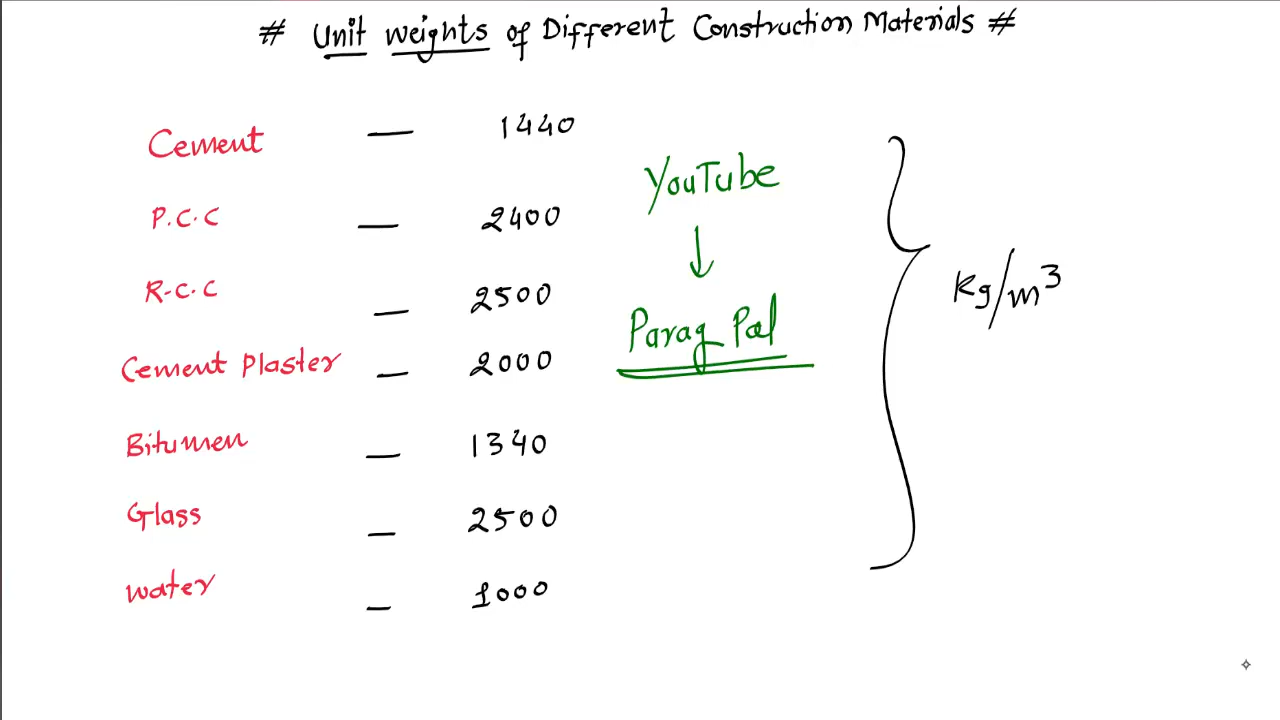 # Unit weights of Different Construction Materials #
Cement — 1440
P.C.C — 2400
R.C.C — 2500
Cement Plaster — 2000
Bitumen — 1340
Glass — 2500
water — 1000
YouTube
↓
Parag Pal
kg/m³